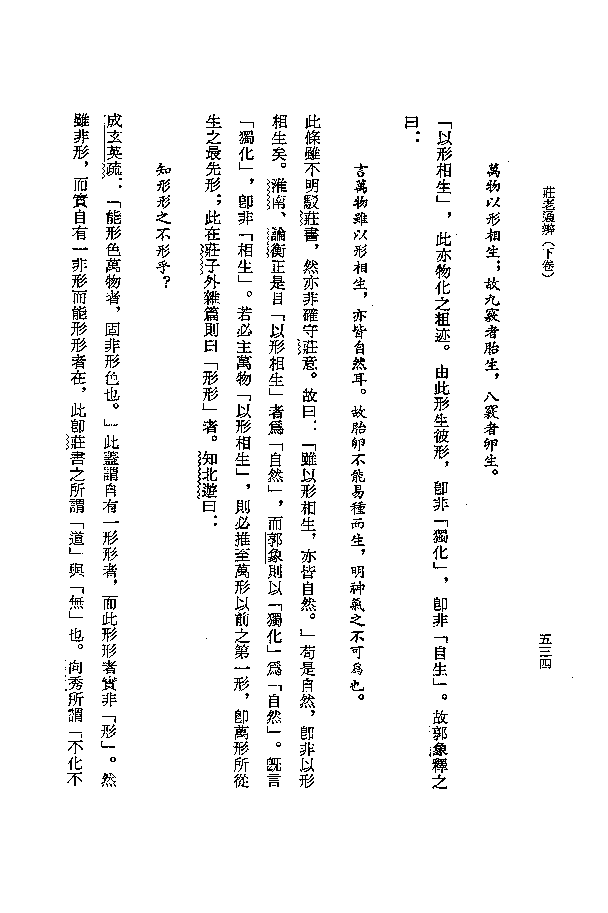 莊老通辨（下卷）
五三四
萬物以形相生；故九竅者胎生，八竅者卵生。
「以形相生」，此亦物化之粗迹。由此形生彼形，卽非「獨化」，卽非「自生」。故郭象釋之
曰：
言萬物雖以形相生，亦皆自然耳。故胎卵不能易種而生，明神氣之不可爲也。
此條雖不明駁莊書，然亦非確守莊意。故曰：「雖以形相生，亦皆自然。」苟是自然，卽非以形
相生矣。淮南、論衡正是目「以形相生」者爲「自然」，而郭象則以「獨化」爲「自然」。旣言
「獨化」，卽非「相生」。若必主萬物「以形相生」，則必推至萬形以前之第一形，卽萬形所從
生之最先形；此在莊子外雜篇則曰「形形」者。知北遊曰：
知形形之不形乎？
成玄英疏：「能形色萬物者，固非形色也。」此蓋謂自有一形形者，而此形形者實非「形」。然
雖非形，而實自有一非形而能形形者在，此卽莊書之所謂「道」與「無」也。向秀所謂「不化不